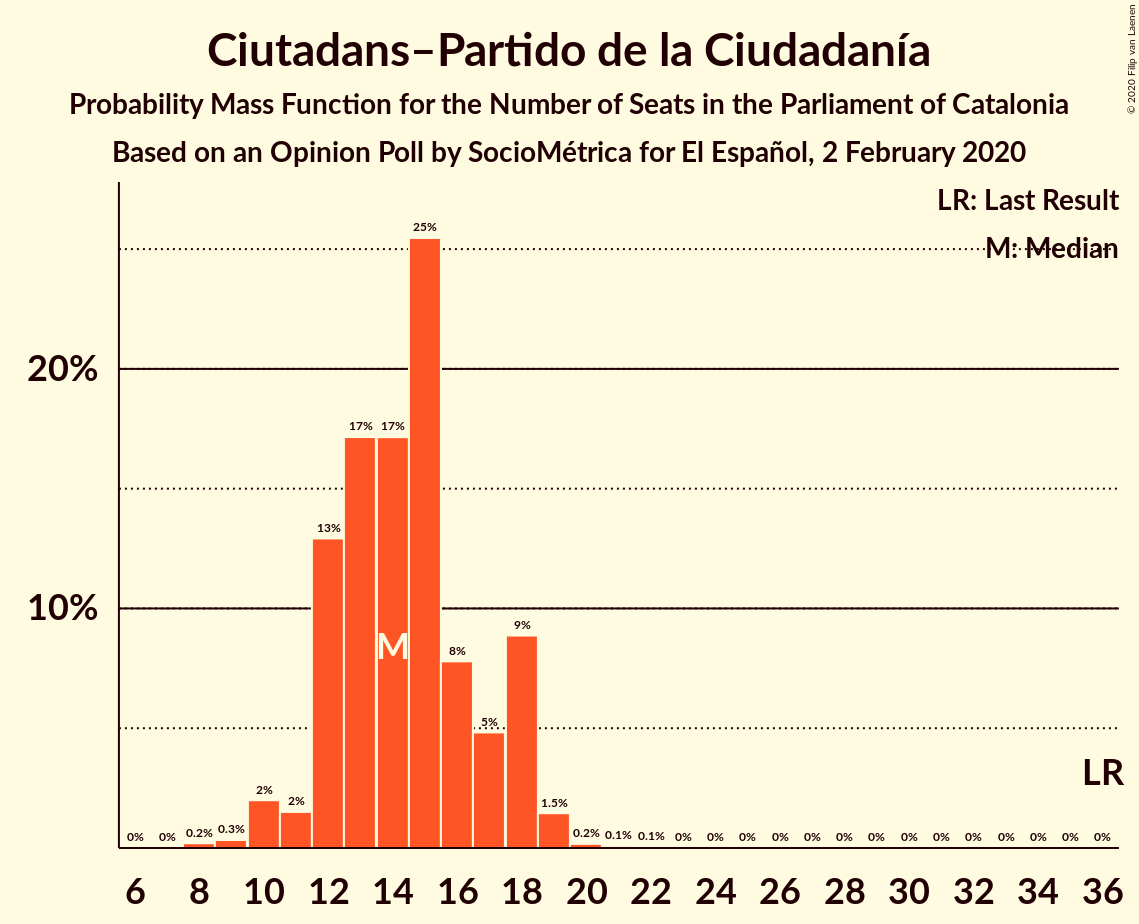 Ciutadans–Partido de la Ciudadanía
Probability Mass Function for the Number of Seats in the Parliament of Catalonia
Based on an Opinion Poll by SocioMétrica for El Español, 2 February 2020
© 2020 Filip van Laenen
LR: Last Result
M: Median
20%
10%
0% 0% 0.2% 0.3% 2% 2% 13% 17% 17% 25% 8% 5% 9% 1.5% 0.2% 0.1% 0.1% 0% 0% 0% 0% 0% 0% 0% 0% 0% 0% 0% 0% 0% 0%
M
LR
6 8 10 12 14 16 18 20 22 24 26 28 30 32 34 36